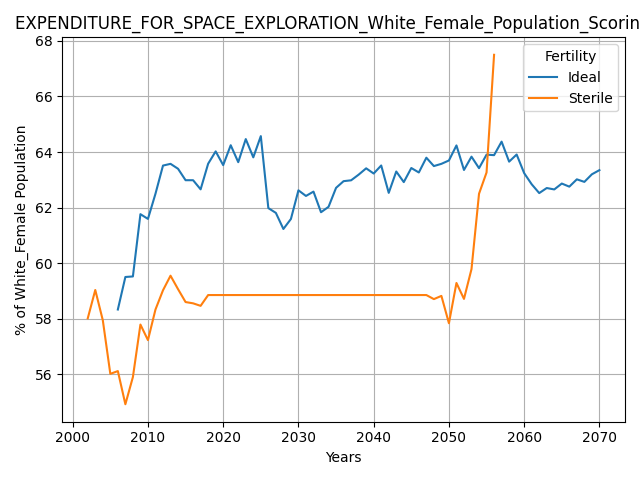 EXPENDITURE_FOR_SPACE_EXPLORATION_White_Female_Population_Scorin
68
66
64
62
60
58
56
% of White_Female Population
Fertility
Ideal
Sterile
2000 2010 2020 2030 2040 2050 2060 2070
Years